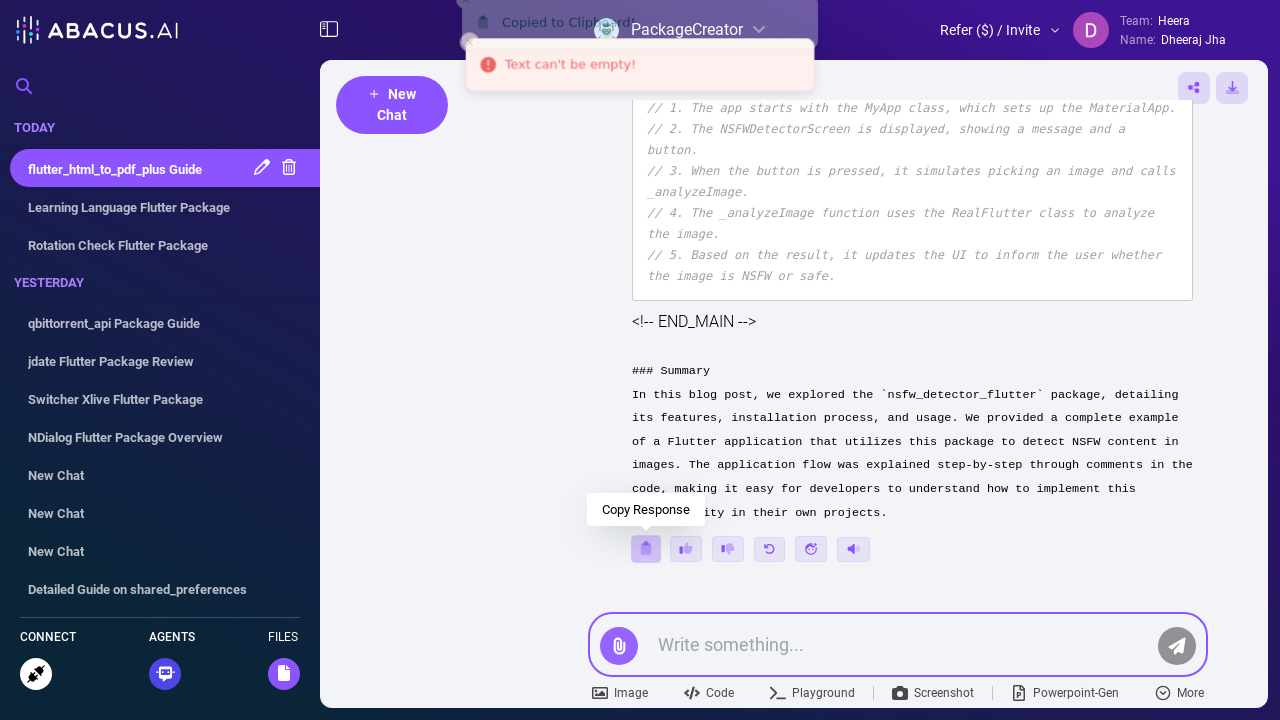 ABACUS.AI
Copied to Clipboard!
PackageCreator
Refer ($) / Invite
D
Team: Heera
Name: Dheeraj Jha
Text can't be empty!
TODAY
flutter_html_to_pdf_plus Guide
Learning Language Flutter Package
Rotation Check Flutter Package
YESTERDAY
qbittorrent_api Package Guide
jdate Flutter Package Review
Switcher Xlive Flutter Package
NDialog Flutter Package Overview
New Chat
New Chat
New Chat
Detailed Guide on shared_preferences
CONNECT
AGENTS
FILES
+ New
Chat
// 1. The app starts with the MyApp class, which sets up the MaterialApp.
// 2. The NSFWDetectorScreen is displayed, showing a message and a
button.
// 3. When the button is pressed, it simulates picking an image and calls
_analyzeImage.
// 4. The _analyzeImage function uses the RealFlutter class to analyze
the image.
// 5. Based on the result, it updates the UI to inform the user whether
the image is NSFW or safe.
<!-- END_MAIN -->
### Summary
In this blog post, we explored the `nsfw_detector_flutter` package, detailing
its features, installation process, and usage. We provided a complete example
of a Flutter application that utilizes this package to detect NSFW content in
images. The application flow was explained step-by-step through comments in the
code, making it easy for developers to understand how to implement this
ity in their own projects.
Copy Response
Write something...
Image
Code
Playground
Screenshot
Powerpoint-Gen
More